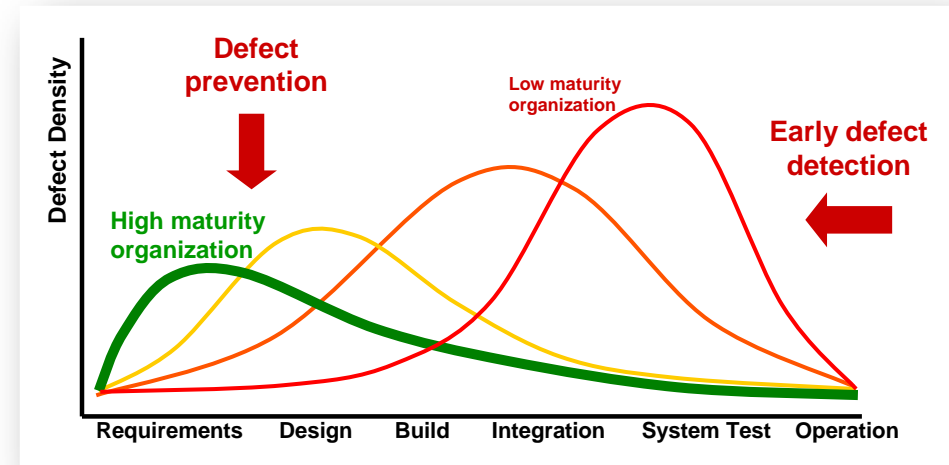 Defect
prevention
Low maturity
organization
Early defect
detection
Defect Density
High maturity
organization
Requirements Design Build Integration System Test Operation